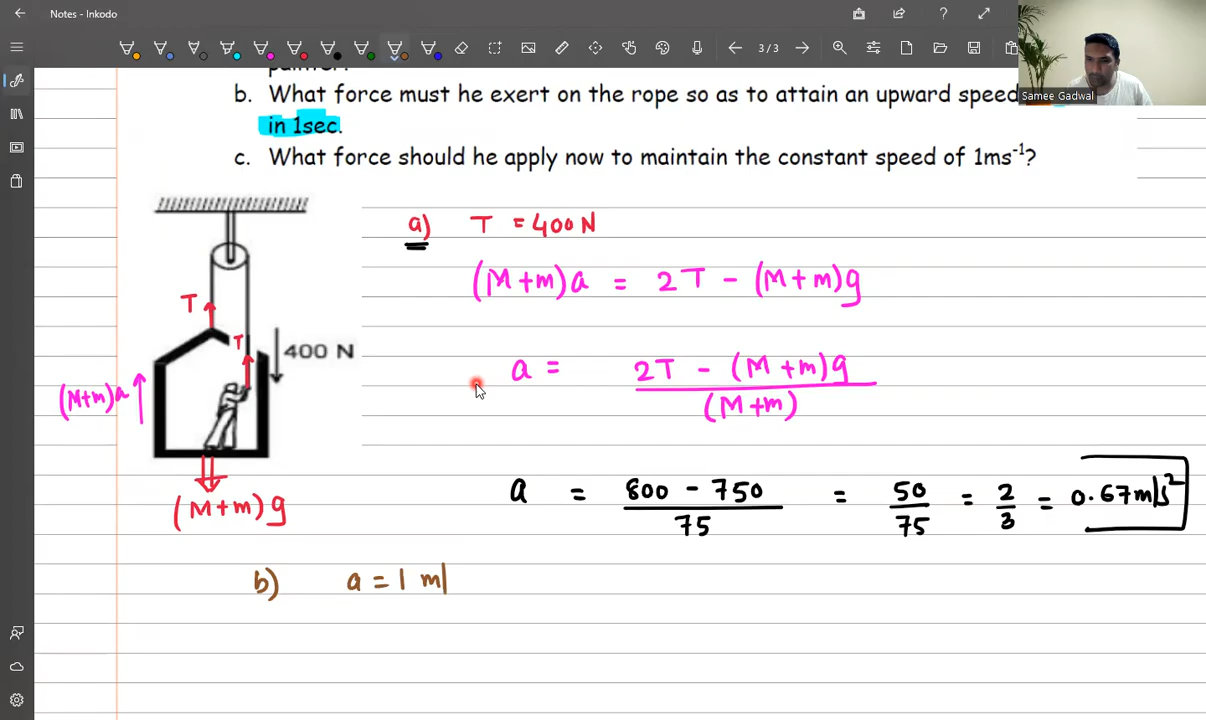 Notes - Inkodo
3/3
Samee Gadwal
painter.
b. What force must he exert on the rope so as to attain an upward speed
in 1sec.
c. What force should he apply now to maintain the constant speed of 1ms⁻¹?
a) T = 400 N
(M+m)a = 2T - (M+m)g
T
T
400 N
(M+m)a
a = 2T - (M+m)g / (M+m)
(M+m)g
a = 800 - 750 / 75 = 50/75 = 2/3 = 0.67m/s²
b) a = 1 m/